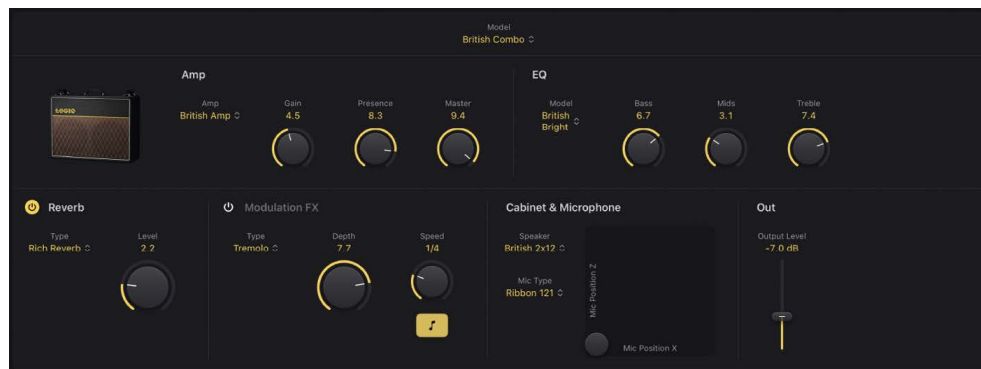 Model
British Combo
Amp
EQ
LOGIC
Amp
Gain
Presence
Master
Model
Bass
Mids
Treble
British Amp
4.5
8.3
9.4
British
Bright
6.7
3.1
7.4
Reverb
Modulation FX
Cabinet & Microphone
Out
Type
Level
Type
Depth
Speed
Speaker
Output Level
Rich Reverb
2.2
Tremolo
7.7
1/4
British 2x12
-7.0 dB
Mic Type
Ribbon 121
Mic Position Z
Mic Position X